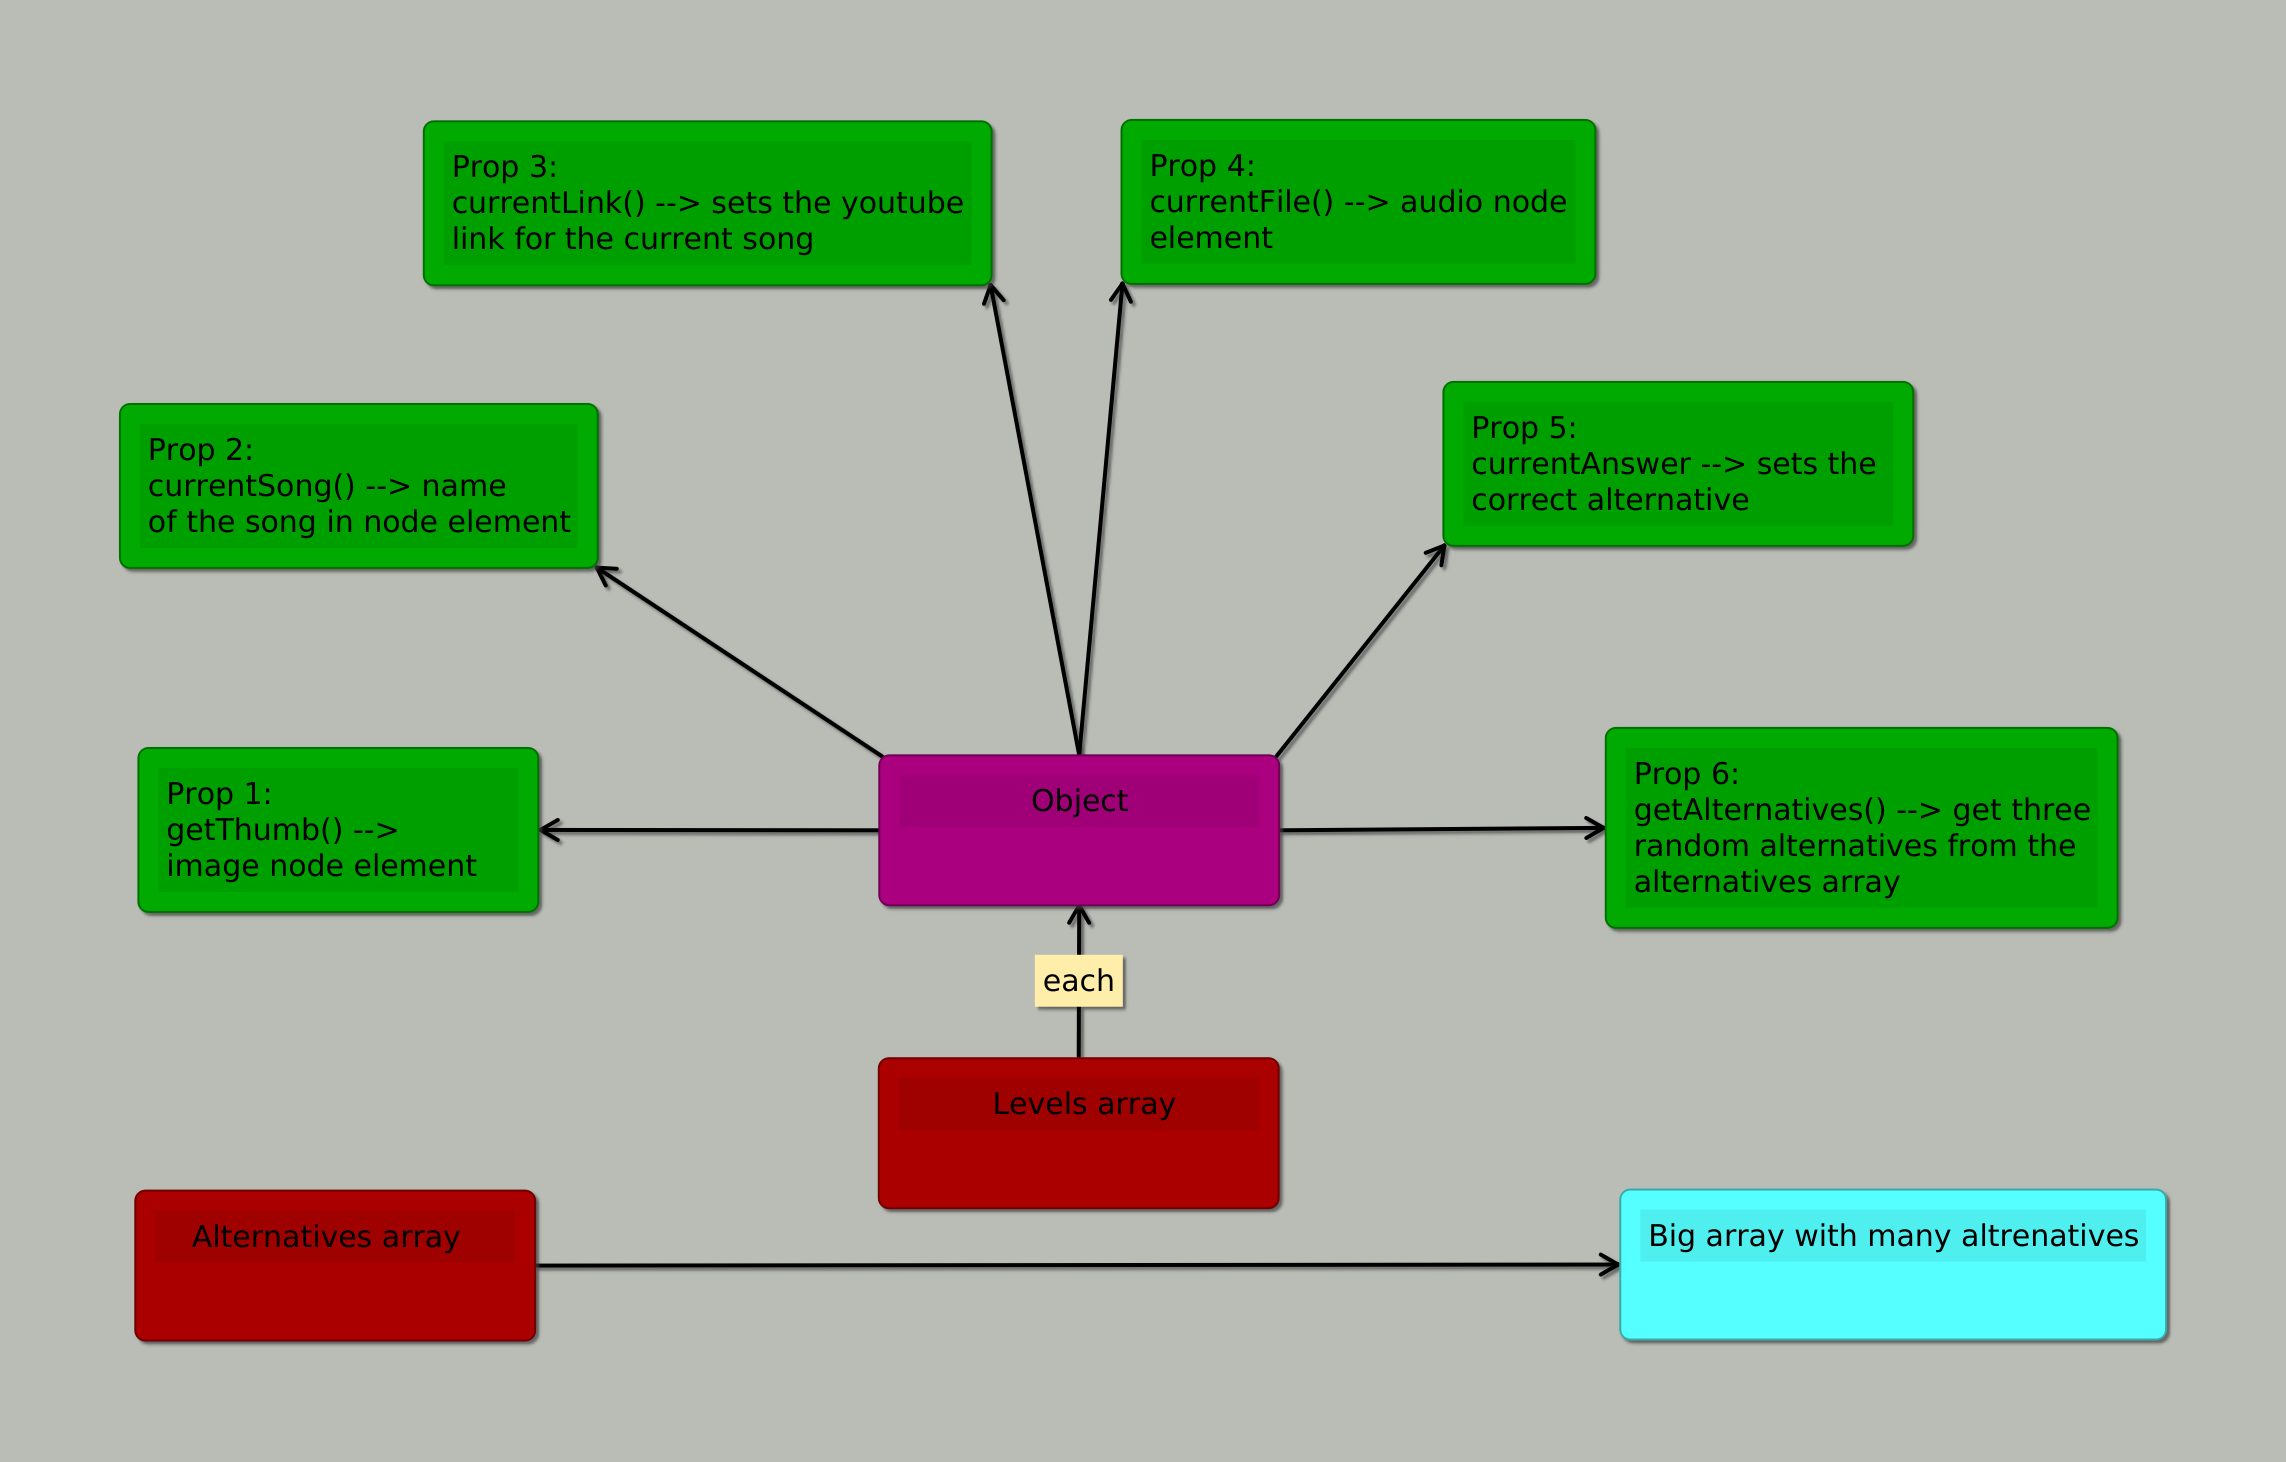 Prop 3:
currentLink() --> sets the youtube
link for the current song
Prop 4:
currentFile() --> audio node
element
Prop 2:
currentSong() --> name
of the song in node element
Prop 5:
currentAnswer --> sets the
correct alternative
Prop 1:
getThumb() -->
image node element
Object
Prop 6:
getAlternatives() --> get three
random alternatives from the
alternatives array
each
Levels array
Alternatives array
Big array with many altrenatives